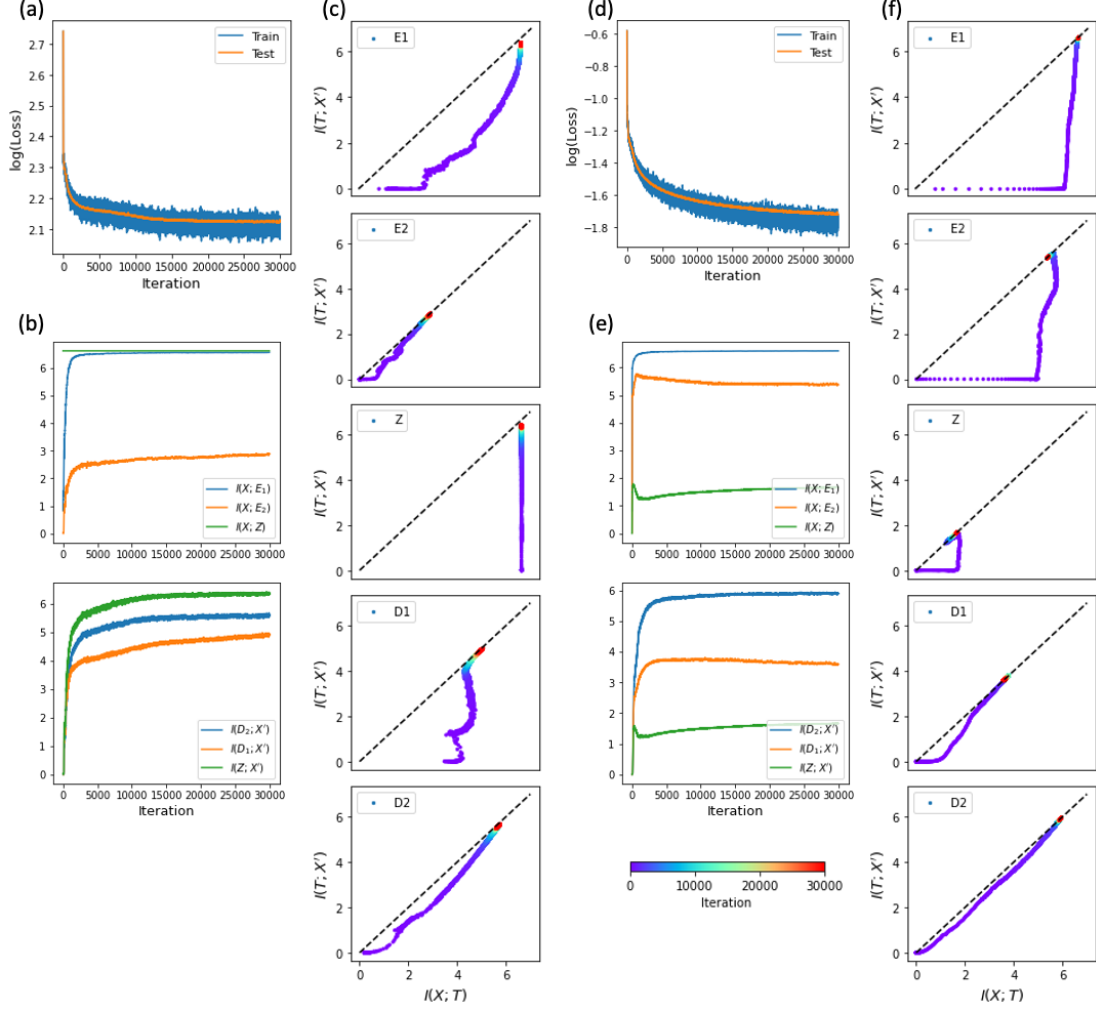 (a)
2.7
2.6
2.5
2.4
2.3
2.2
2.1
log(Loss)
Train
Test
0 5000 10000 15000 20000 25000 30000
Iteration
(b)
6
5
4
3
2
1
0
I(X; E₁)
I(X; E₂)
I(X; Z)
0 5000 10000 15000 20000 25000 30000
6
5
4
3
2
1
0
I(D₂; X′)
I(D₁; X′)
I(Z; X′)
0 5000 10000 15000 20000 25000 30000
Iteration
(c)
E1
6
4
2
0
I(T; X′)
E2
6
4
2
0
I(T; X′)
Z
6
4
2
0
I(T; X′)
D1
6
4
2
0
I(T; X′)
D2
6
4
2
0
I(T; X′)
0 2 4 6
I(X; T)
(d)
−0.6
−0.8
−1.0
−1.2
−1.4
−1.6
−1.8
log(Loss)
Train
Test
0 5000 10000 15000 20000 25000 30000
Iteration
(e)
6
5
4
3
2
1
0
I(X; E₁)
I(X; E₂)
I(X; Z)
0 5000 10000 15000 20000 25000 30000
6
5
4
3
2
1
0
I(D₂; X′)
I(D₁; X′)
I(Z; X′)
0 5000 10000 15000 20000 25000 30000
Iteration
0 10000 20000 30000
Iteration
(f)
E1
6
4
2
0
I(T; X′)
E2
6
4
2
0
I(T; X′)
Z
6
4
2
0
I(T; X′)
D1
6
4
2
0
I(T; X′)
D2
6
4
2
0
I(T; X′)
0 2 4 6
I(X; T)